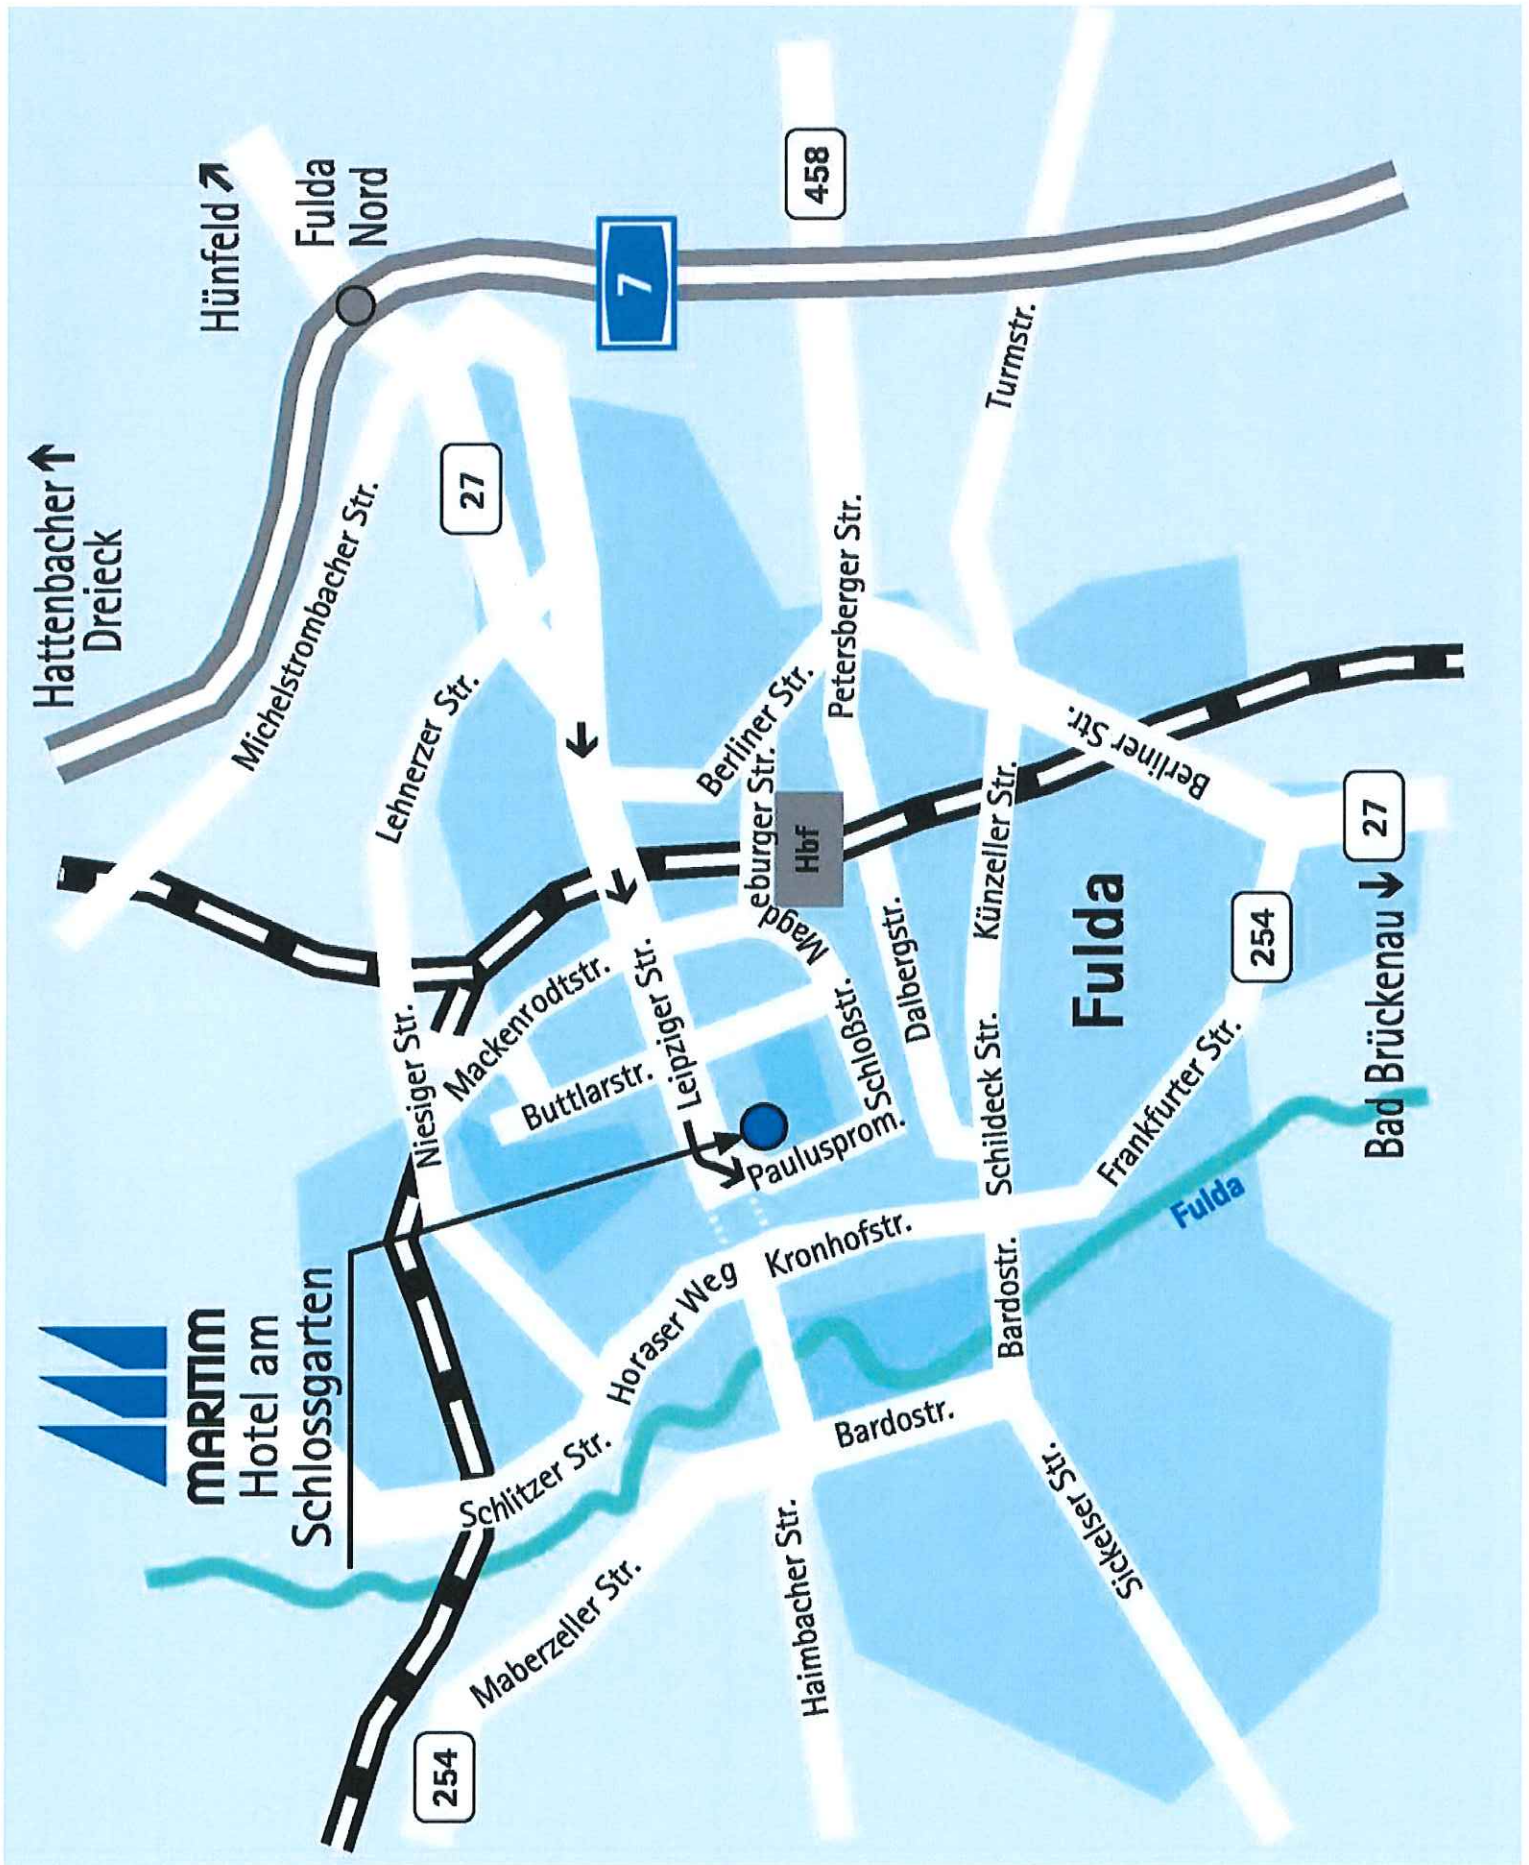 MARITIM
Hotel am
Schlossgarten
Hattenbacher
Dreieck
Hünfeld
Fulda
Nord
7
458
27
Michelstrombacher Str.
Lehnerzer Str.
Niesiger Str.
Mackenrodtstr.
Buttlarstr.
Leipziger Str.
Berliner Str.
Magdeburger Str.
Hbf
Petersberger Str.
Turmstr.
Künzeller Str.
Berliner Str.
Dalbergstr.
Schloßstr.
Paulusprom.
Schildeck Str.
Fulda
Schlitzer Str.
Horaser Weg
Kronhofstr.
Bardostr.
Frankfurter Str.
254
27
Bad Brückenau
Fulda
254
Maberzeller Str.
Haimbacher Str.
Bardostr.
Sickelser Str.